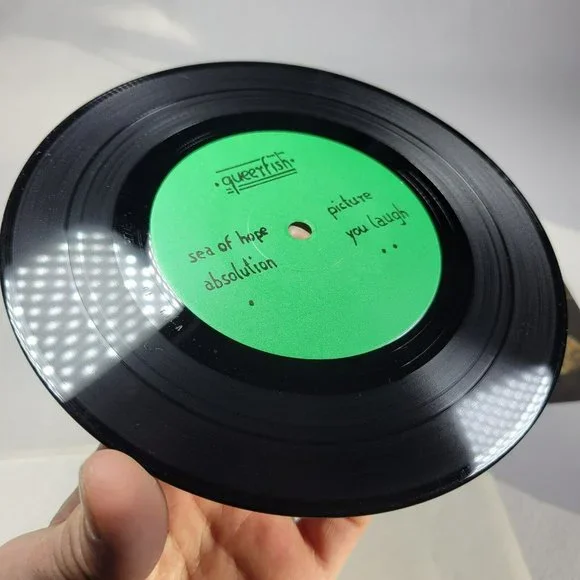 queerfish
sea of hope
absolution
picture
you laugh